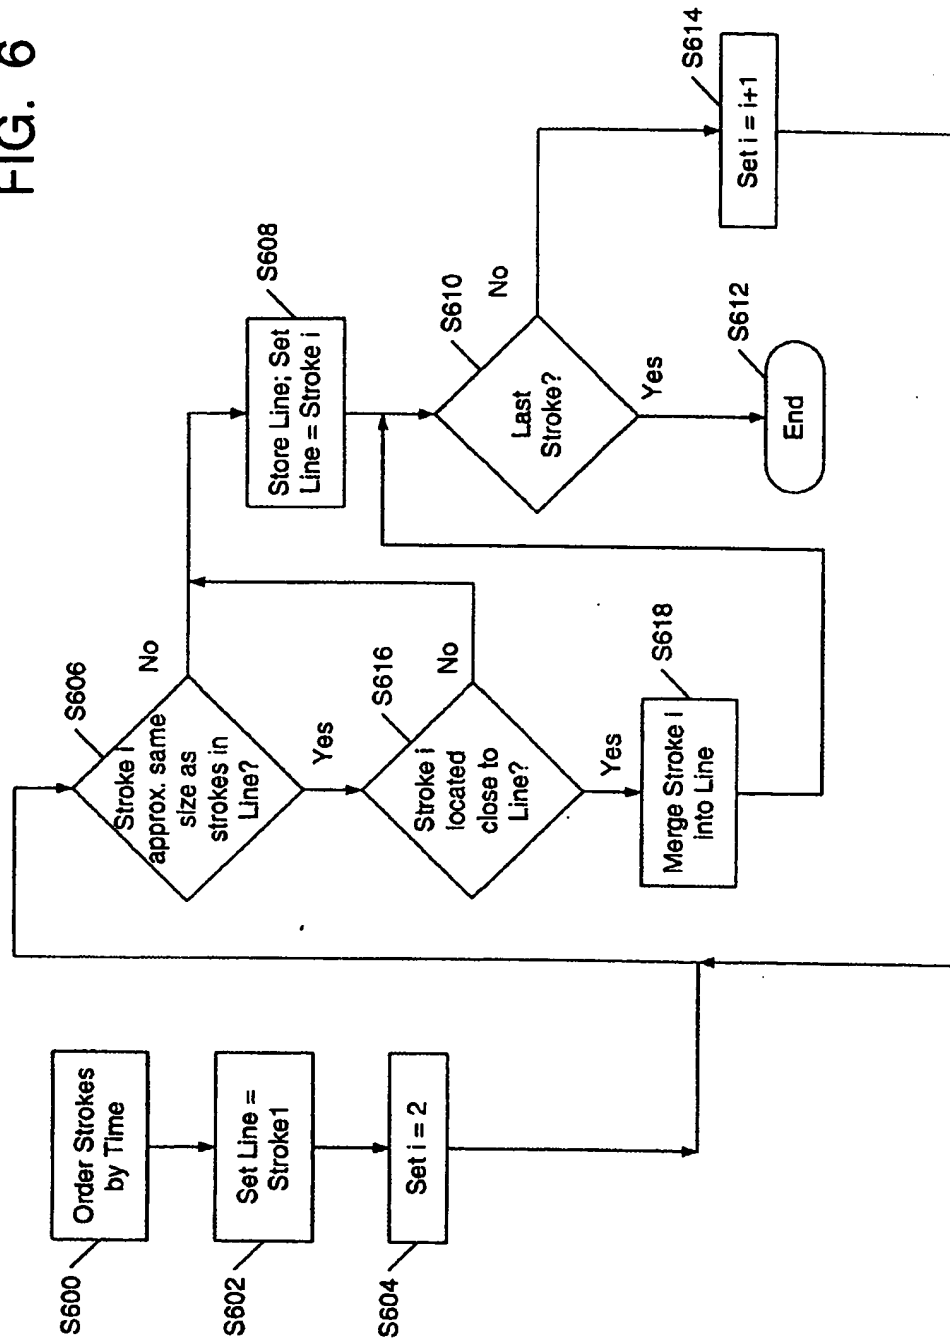 FIG. 6
S600
Order Strokes
by Time
S602
Set Line =
Stroke1
S604
Set i = 2
S606
Stroke i
approx. same
size as
strokes in
Line?
No
Yes
S616
Stroke i
located
close to
Line?
No
Yes
S618
Merge Stroke i
into Line
S608
Store Line; Set
Line = Stroke i
S610
Last
Stroke?
No
Yes
S612
End
S614
Set i = i+1